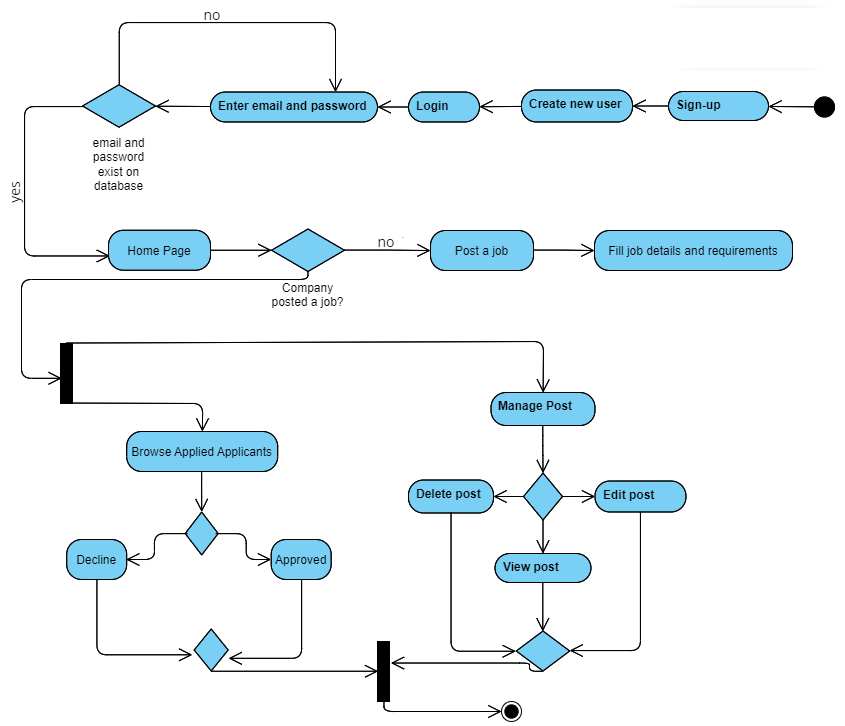 no
Enter email and password
Login
Create new user
Sign-up
email and
password
exist on
database
yes
Home Page
no
Post a job
Fill job details and requirements
Company
posted a job?
Manage Post
Browse Applied Applicants
Delete post
Edit post
Decline
Approved
View post